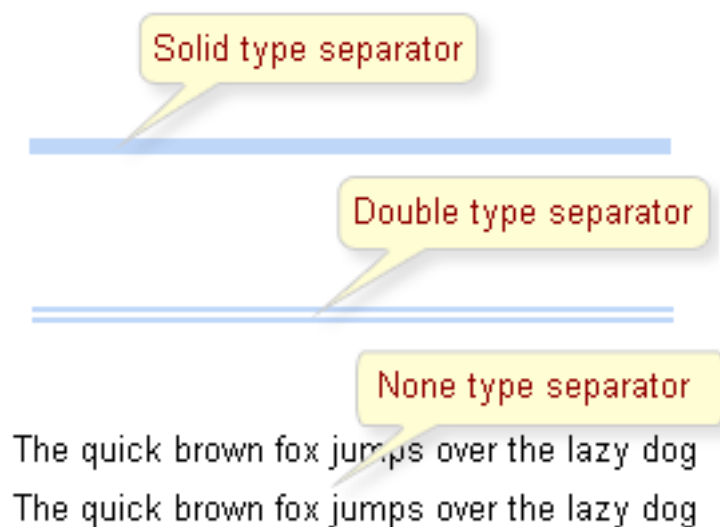 Solid type separator
Double type separator
None type separator
The quick brown fox jumps over the lazy dog
The quick brown fox jumps over the lazy dog